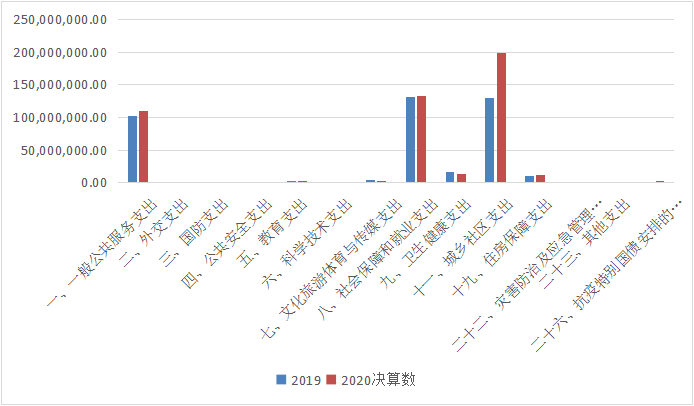 250,000,000.00
200,000,000.00
150,000,000.00
100,000,000.00
50,000,000.00
0.00
一、一般公共服务支出
二、外交支出
三、国防支出
四、公共安全支出
五、教育支出
六、科学技术支出
七、文化旅游体育与传媒支出
八、社会保障和就业支出
九、卫生健康支出
十一、城乡社区支出
十九、住房保障支出
二十二、灾害防治及应急管理…
二十三、其他支出
二十六、抗疫特别国债安排的…
2019
2020决算数